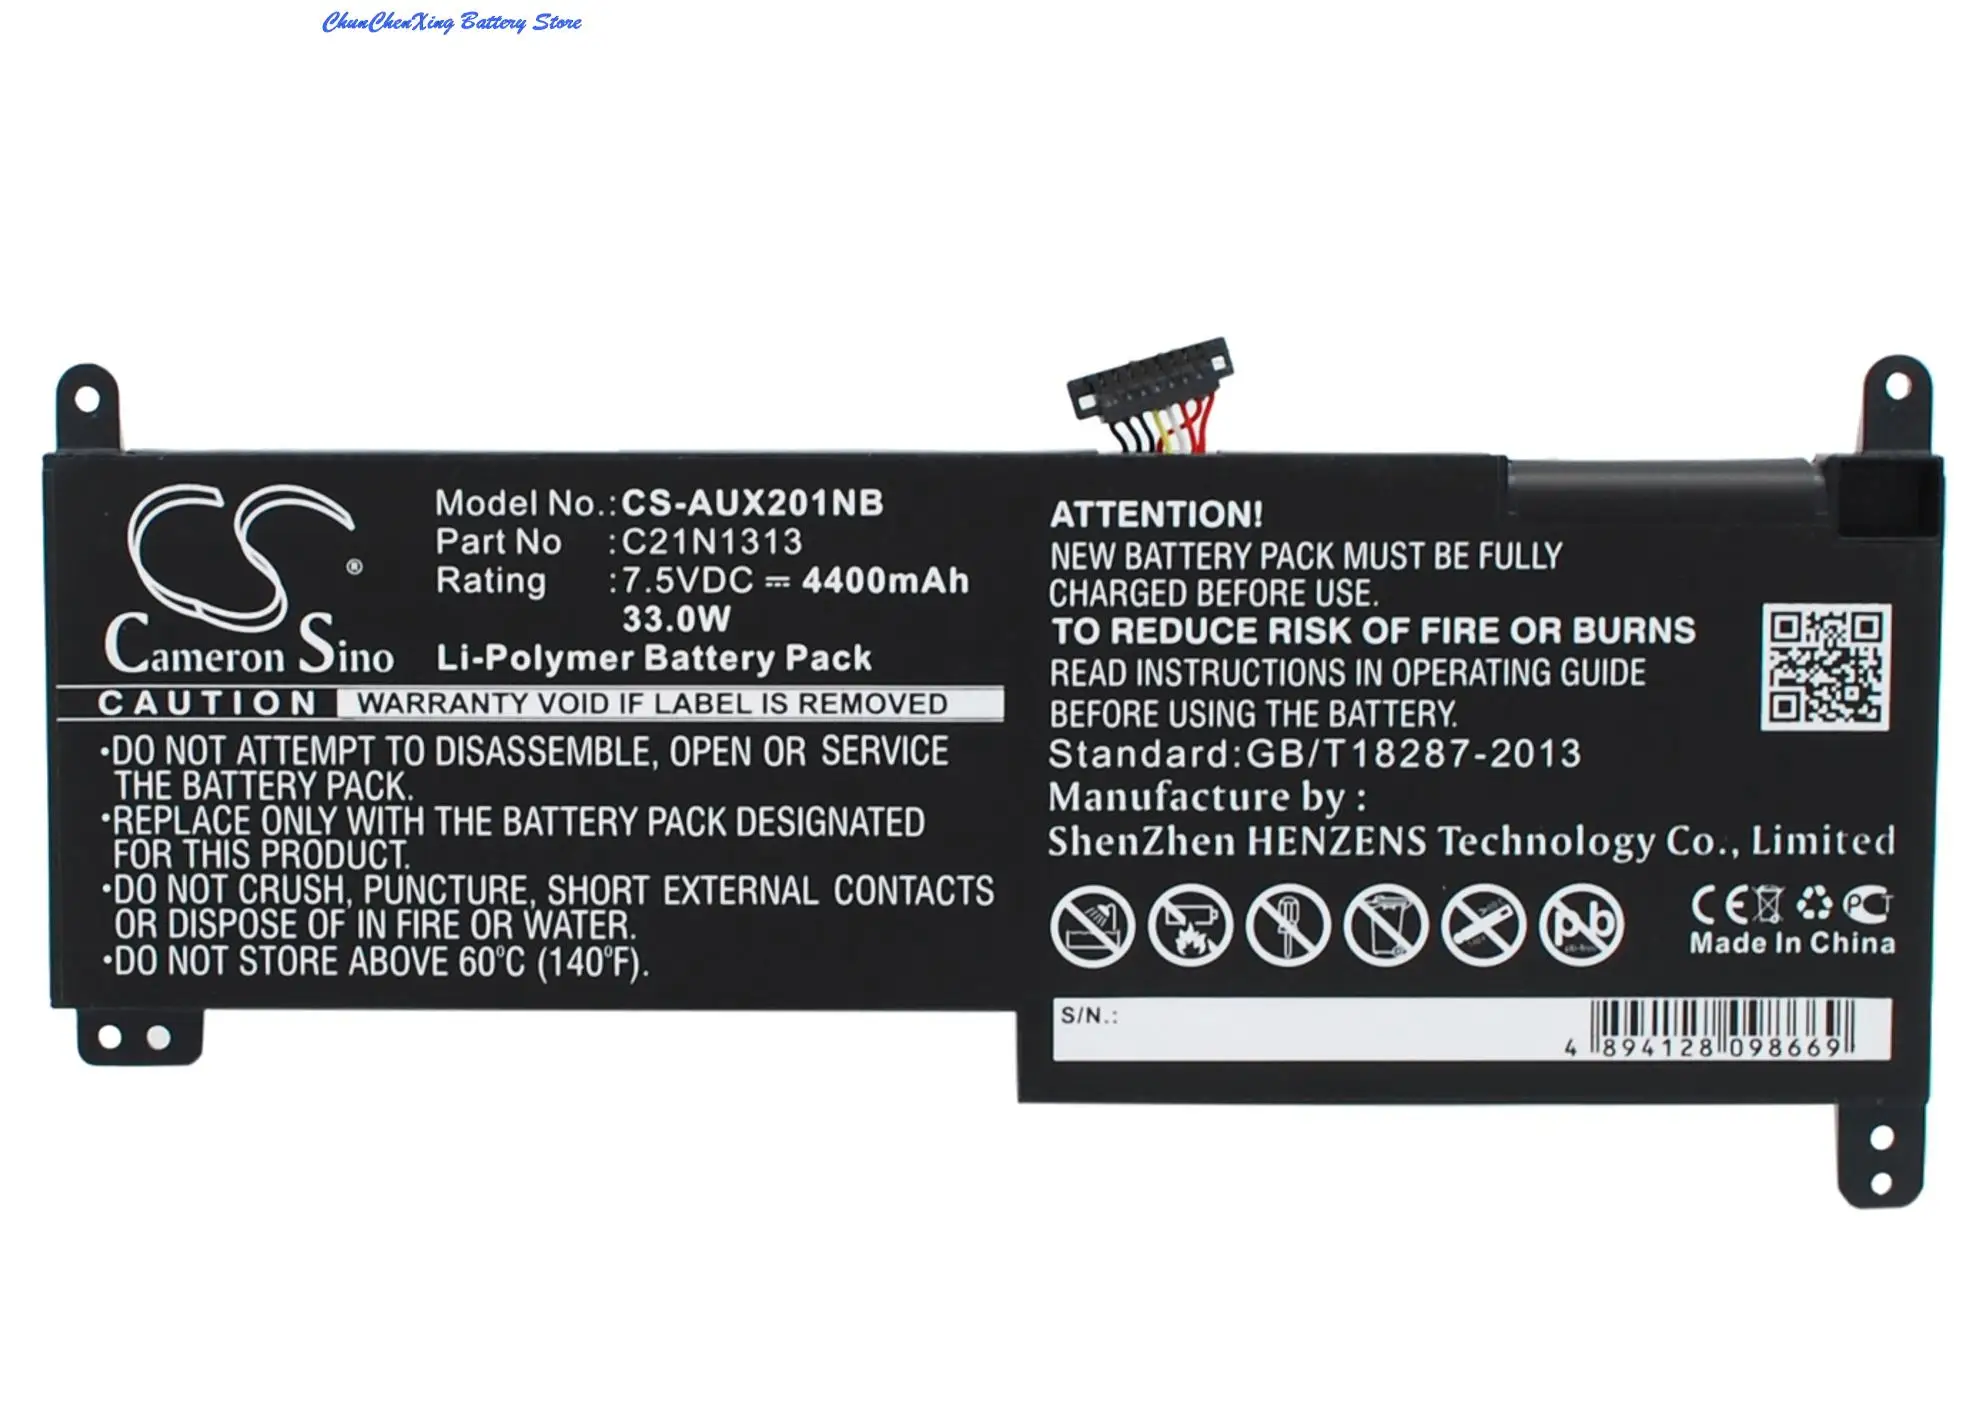 ChunChenXing Battery Store
Cameron Sino ®
Model No.:CS-AUX201NB
Part No :C21N1313
Rating :7.5VDC ⎓ 4400mAh
33.0W
Li-Polymer Battery Pack
CAUTION WARRANTY VOID IF LABEL IS REMOVED
·DO NOT ATTEMPT TO DISASSEMBLE, OPEN OR SERVICE
THE BATTERY PACK.
·REPLACE ONLY WITH THE BATTERY PACK DESIGNATED
FOR THIS PRODUCT.
·DO NOT CRUSH, PUNCTURE, SHORT EXTERNAL CONTACTS
OR DISPOSE OF IN FIRE OR WATER.
·DO NOT STORE ABOVE 60°C (140°F).
ATTENTION!
NEW BATTERY PACK MUST BE FULLY
CHARGED BEFORE USE.
TO REDUCE RISK OF FIRE OR BURNS
READ INSTRUCTIONS IN OPERATING GUIDE
BEFORE USING THE BATTERY.
Standard:GB/T18287-2013
Manufacture by :
ShenZhen HENZENS Technology Co., Limited
pb
CE PCT
Made In China
S/N.:
4 894128 098669